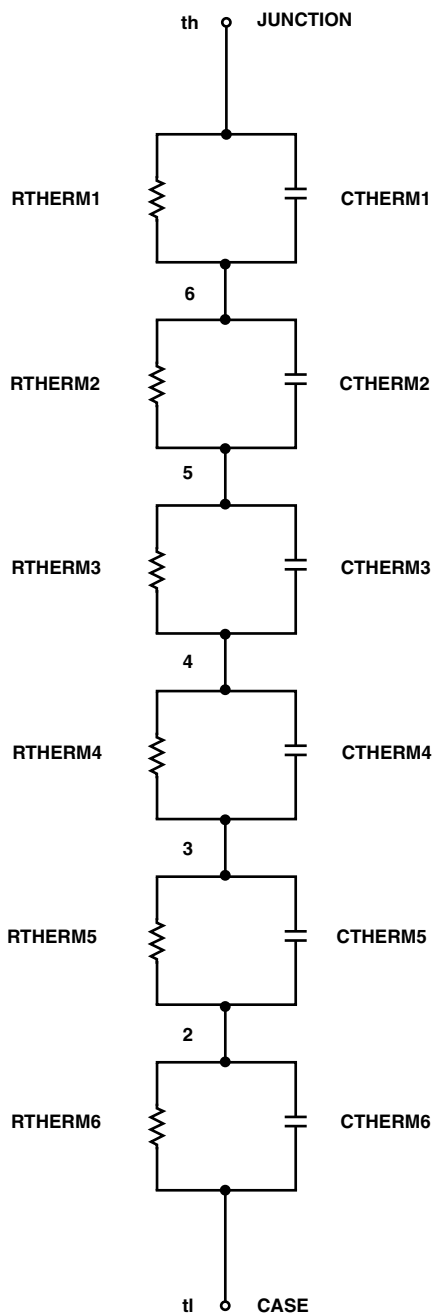 th JUNCTION
RTHERM1 CTHERM1
6
RTHERM2 CTHERM2
5
RTHERM3 CTHERM3
4
RTHERM4 CTHERM4
3
RTHERM5 CTHERM5
2
RTHERM6 CTHERM6
tl CASE